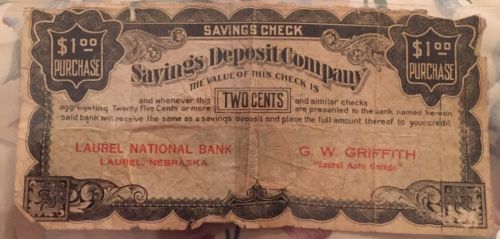 SAVINGS CHECK
$1.00 PURCHASE
$1.00 PURCHASE
Savings Deposit Company
THE VALUE OF THIS CHECK IS
and whenever this TWO CENTS and similar checks
aggregating Twenty Five Cents or more are presented to the bank named hereon
said bank will receive the same as a savings deposit and place the full amount thereof to your credit.
LAUREL NATIONAL BANK
LAUREL, NEBRASKA
G. W. GRIFFITH
"Laurel Auto Garage"